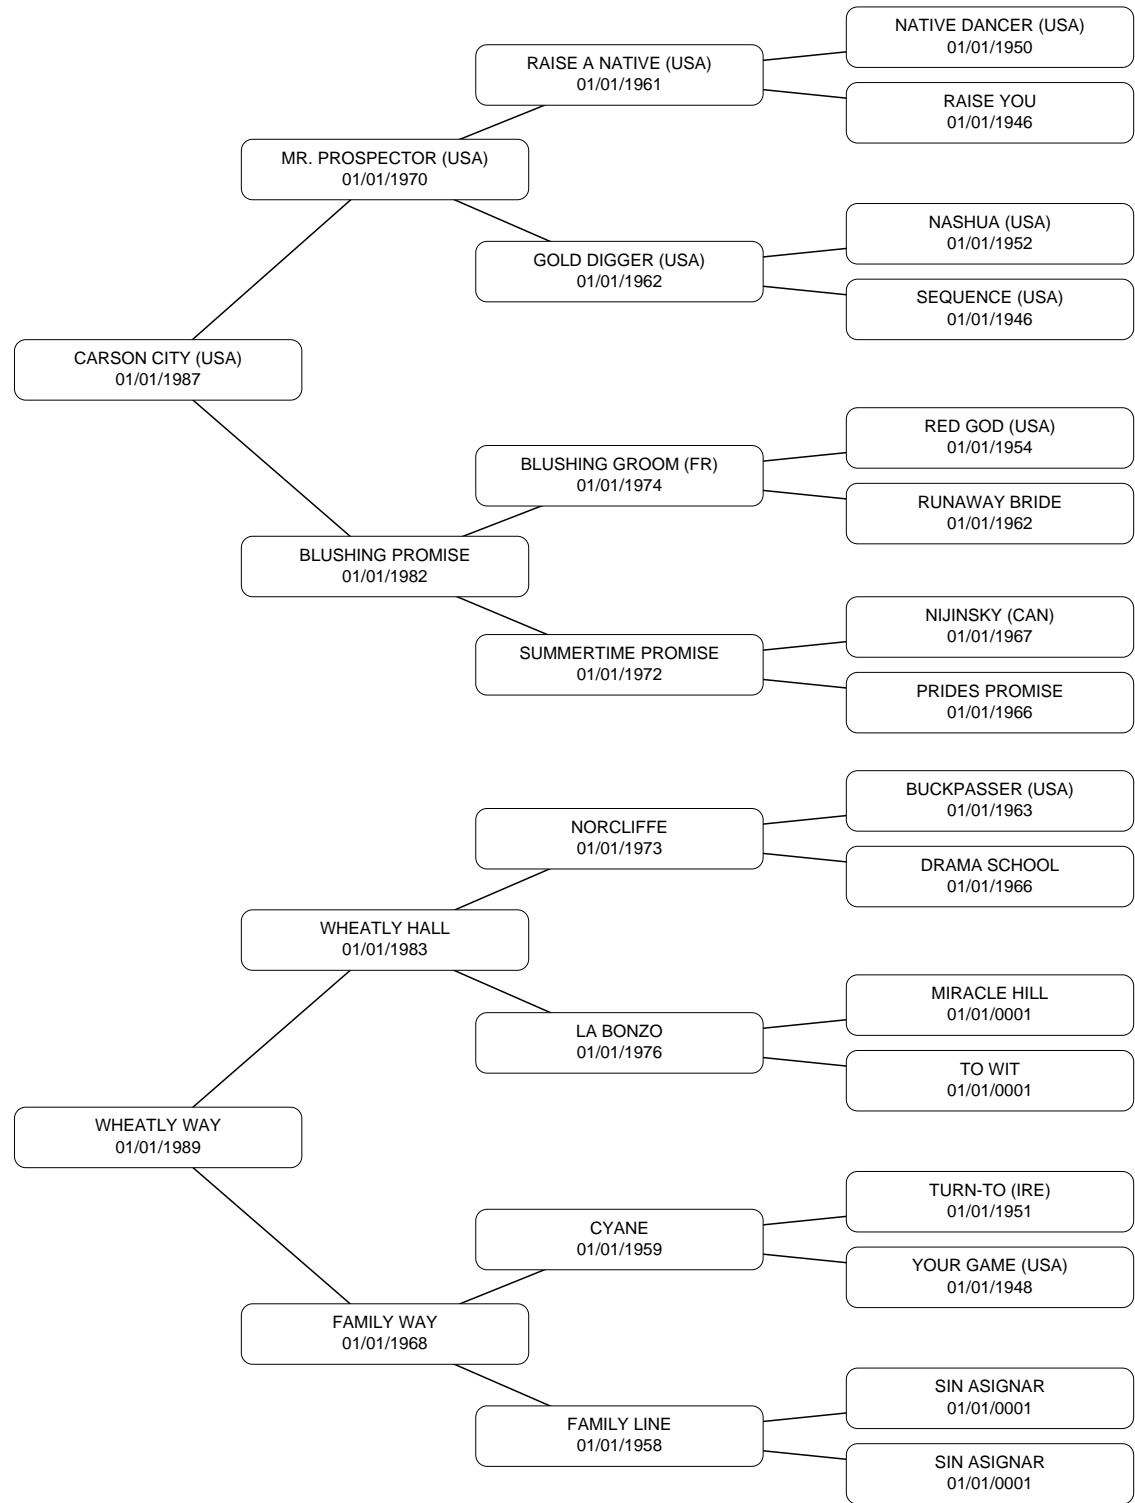 NATIVE DANCER (USA)
01/01/1950
RAISE A NATIVE (USA)
01/01/1961
RAISE YOU
01/01/1946
MR. PROSPECTOR (USA)
01/01/1970
NASHUA (USA)
01/01/1952
GOLD DIGGER (USA)
01/01/1962
SEQUENCE (USA)
01/01/1946
CARSON CITY (USA)
01/01/1987
RED GOD (USA)
01/01/1954
BLUSHING GROOM (FR)
01/01/1974
RUNAWAY BRIDE
01/01/1962
BLUSHING PROMISE
01/01/1982
NIJINSKY (CAN)
01/01/1967
SUMMERTIME PROMISE
01/01/1972
PRIDES PROMISE
01/01/1966
BUCKPASSER (USA)
01/01/1963
NORCLIFFE
01/01/1973
DRAMA SCHOOL
01/01/1966
WHEATLY HALL
01/01/1983
MIRACLE HILL
01/01/0001
LA BONZO
01/01/1976
TO WIT
01/01/0001
WHEATLY WAY
01/01/1989
TURN-TO (IRE)
01/01/1951
CYANE
01/01/1959
YOUR GAME (USA)
01/01/1948
FAMILY WAY
01/01/1968
SIN ASIGNAR
01/01/0001
FAMILY LINE
01/01/1958
SIN ASIGNAR
01/01/0001